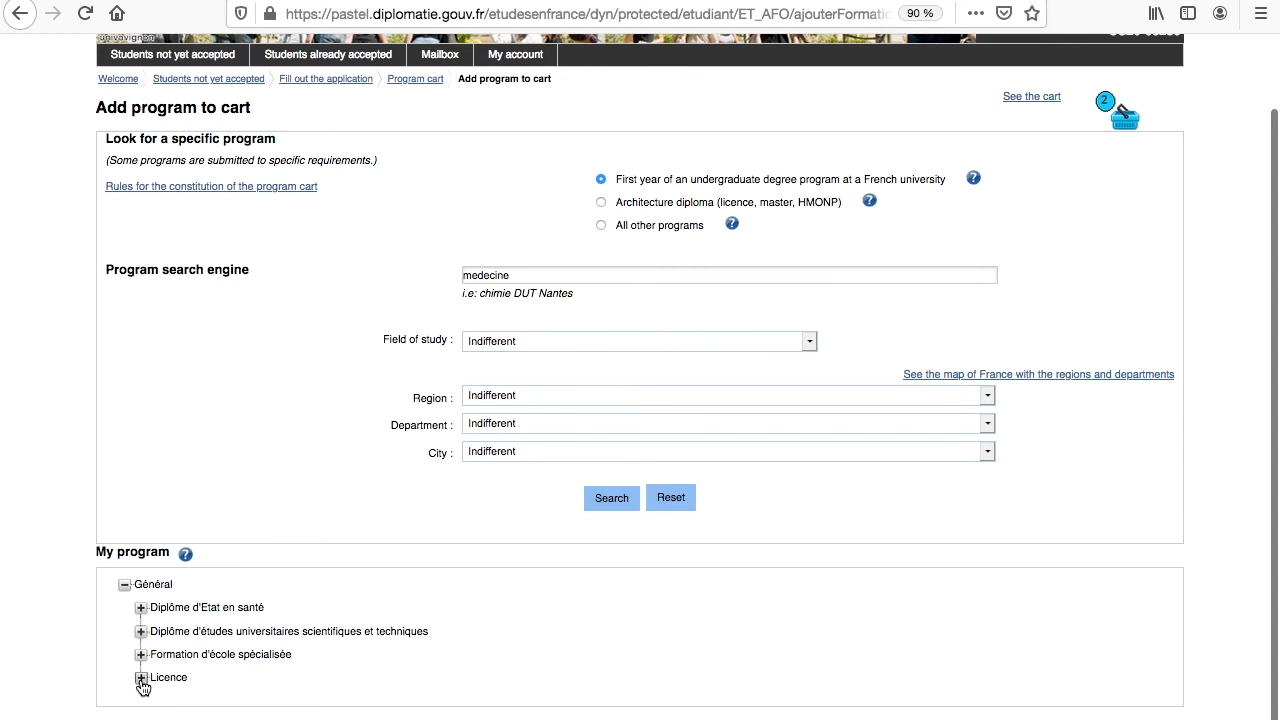 https://pastel.diplomatie.gouv.fr/etudesenfrance/dyn/protected/etudiant/ET_AFO/ajouterFormatic
90 %
univavignon
Students not yet accepted Students already accepted Mailbox My account
Welcome Students not yet accepted Fill out the application Program cart Add program to cart
Add program to cart
See the cart
2
Look for a specific program
(Some programs are submitted to specific requirements.)
Rules for the constitution of the program cart
First year of an undergraduate degree program at a French university
Architecture diploma (licence, master, HMONP)
All other programs
Program search engine
medecine
i.e: chimie DUT Nantes
Field of study : Indifferent
See the map of France with the regions and departments
Region : Indifferent
Department : Indifferent
City : Indifferent
Search Reset
My program
Général
Diplôme d'Etat en santé
Diplôme d'études universitaires scientifiques et techniques
Formation d'école spécialisée
Licence